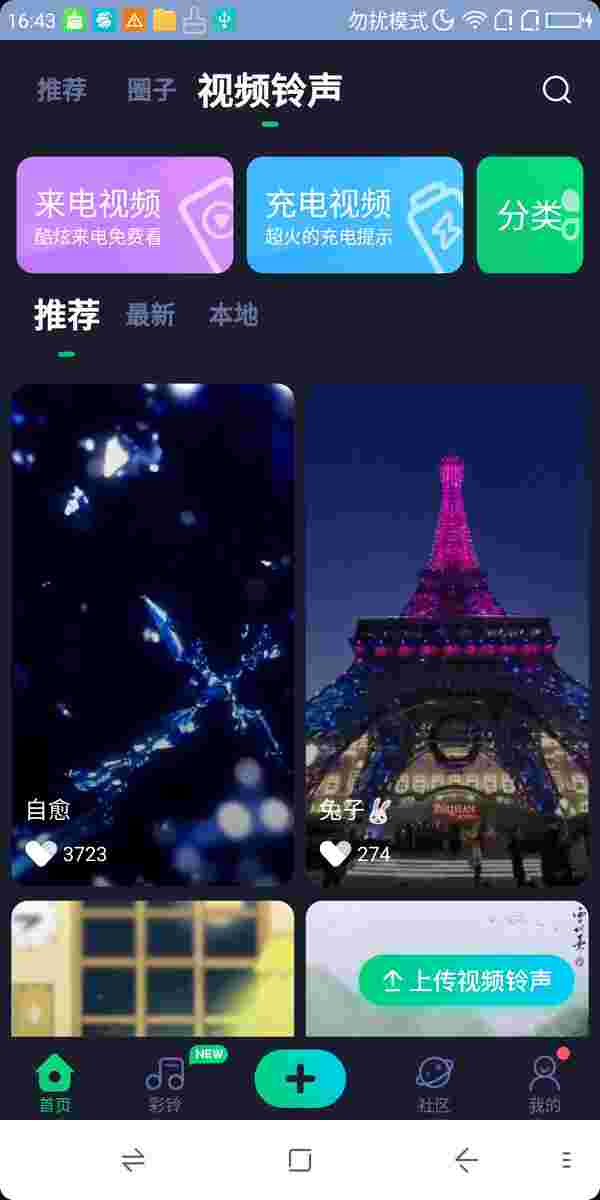 16:43 勿扰模式
推荐 圈子 视频铃声
来电视频 充电视频 分类
酷炫来电免费看 超火的充电提示
推荐 最新 本地
自愈 兔子🐰
3723 274
上传视频铃声
NEW
首页 彩铃 社区 我的